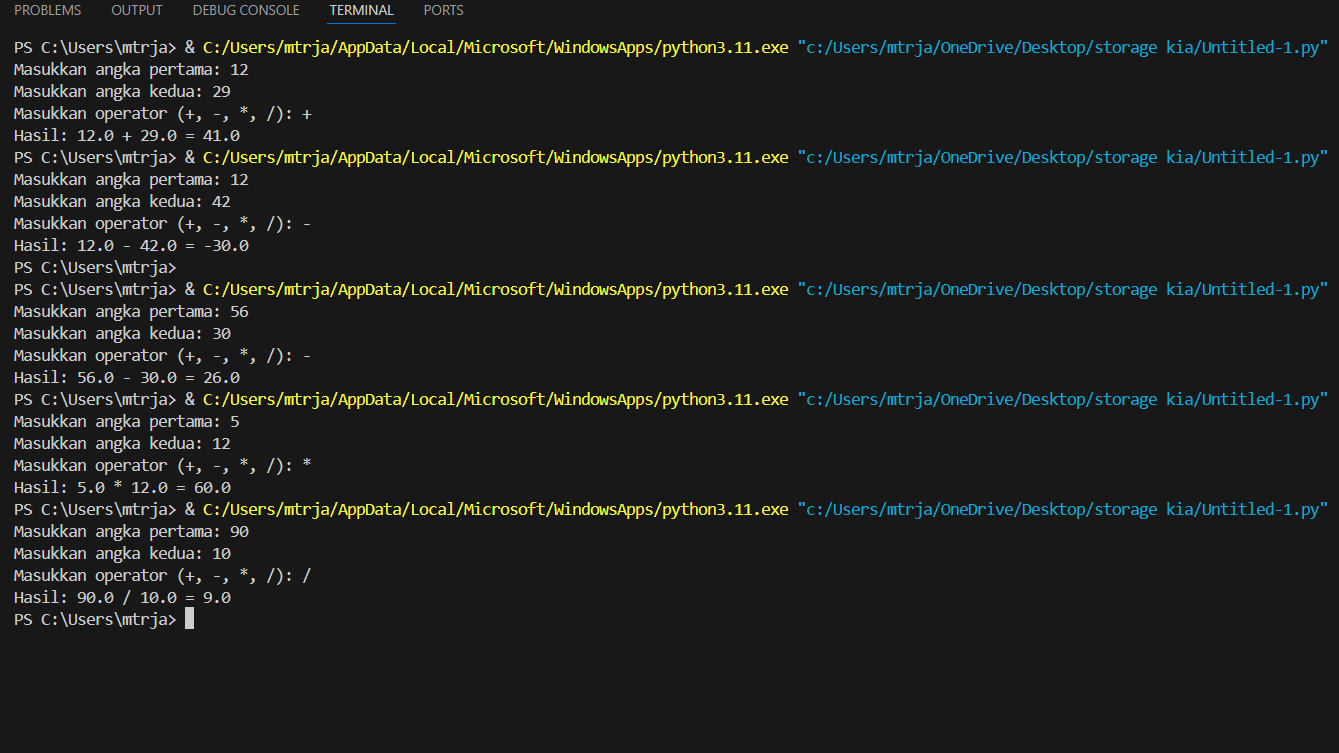 PROBLEMS OUTPUT DEBUG CONSOLE TERMINAL PORTS
PS C:\Users\mtrja> & C:/Users/mtrja/AppData/Local/Microsoft/WindowsApps/python3.11.exe "c:/Users/mtrja/OneDrive/Desktop/storage kia/Untitled-1.py"
Masukkan angka pertama: 12
Masukkan angka kedua: 29
Masukkan operator (+, -, *, /): +
Hasil: 12.0 + 29.0 = 41.0
PS C:\Users\mtrja> & C:/Users/mtrja/AppData/Local/Microsoft/WindowsApps/python3.11.exe "c:/Users/mtrja/OneDrive/Desktop/storage kia/Untitled-1.py"
Masukkan angka pertama: 12
Masukkan angka kedua: 42
Masukkan operator (+, -, *, /): -
Hasil: 12.0 - 42.0 = -30.0
PS C:\Users\mtrja>
PS C:\Users\mtrja> & C:/Users/mtrja/AppData/Local/Microsoft/WindowsApps/python3.11.exe "c:/Users/mtrja/OneDrive/Desktop/storage kia/Untitled-1.py"
Masukkan angka pertama: 56
Masukkan angka kedua: 30
Masukkan operator (+, -, *, /): -
Hasil: 56.0 - 30.0 = 26.0
PS C:\Users\mtrja> & C:/Users/mtrja/AppData/Local/Microsoft/WindowsApps/python3.11.exe "c:/Users/mtrja/OneDrive/Desktop/storage kia/Untitled-1.py"
Masukkan angka pertama: 5
Masukkan angka kedua: 12
Masukkan operator (+, -, *, /): *
Hasil: 5.0 * 12.0 = 60.0
PS C:\Users\mtrja> & C:/Users/mtrja/AppData/Local/Microsoft/WindowsApps/python3.11.exe "c:/Users/mtrja/OneDrive/Desktop/storage kia/Untitled-1.py"
Masukkan angka pertama: 90
Masukkan angka kedua: 10
Masukkan operator (+, -, *, /): /
Hasil: 90.0 / 10.0 = 9.0
PS C:\Users\mtrja>